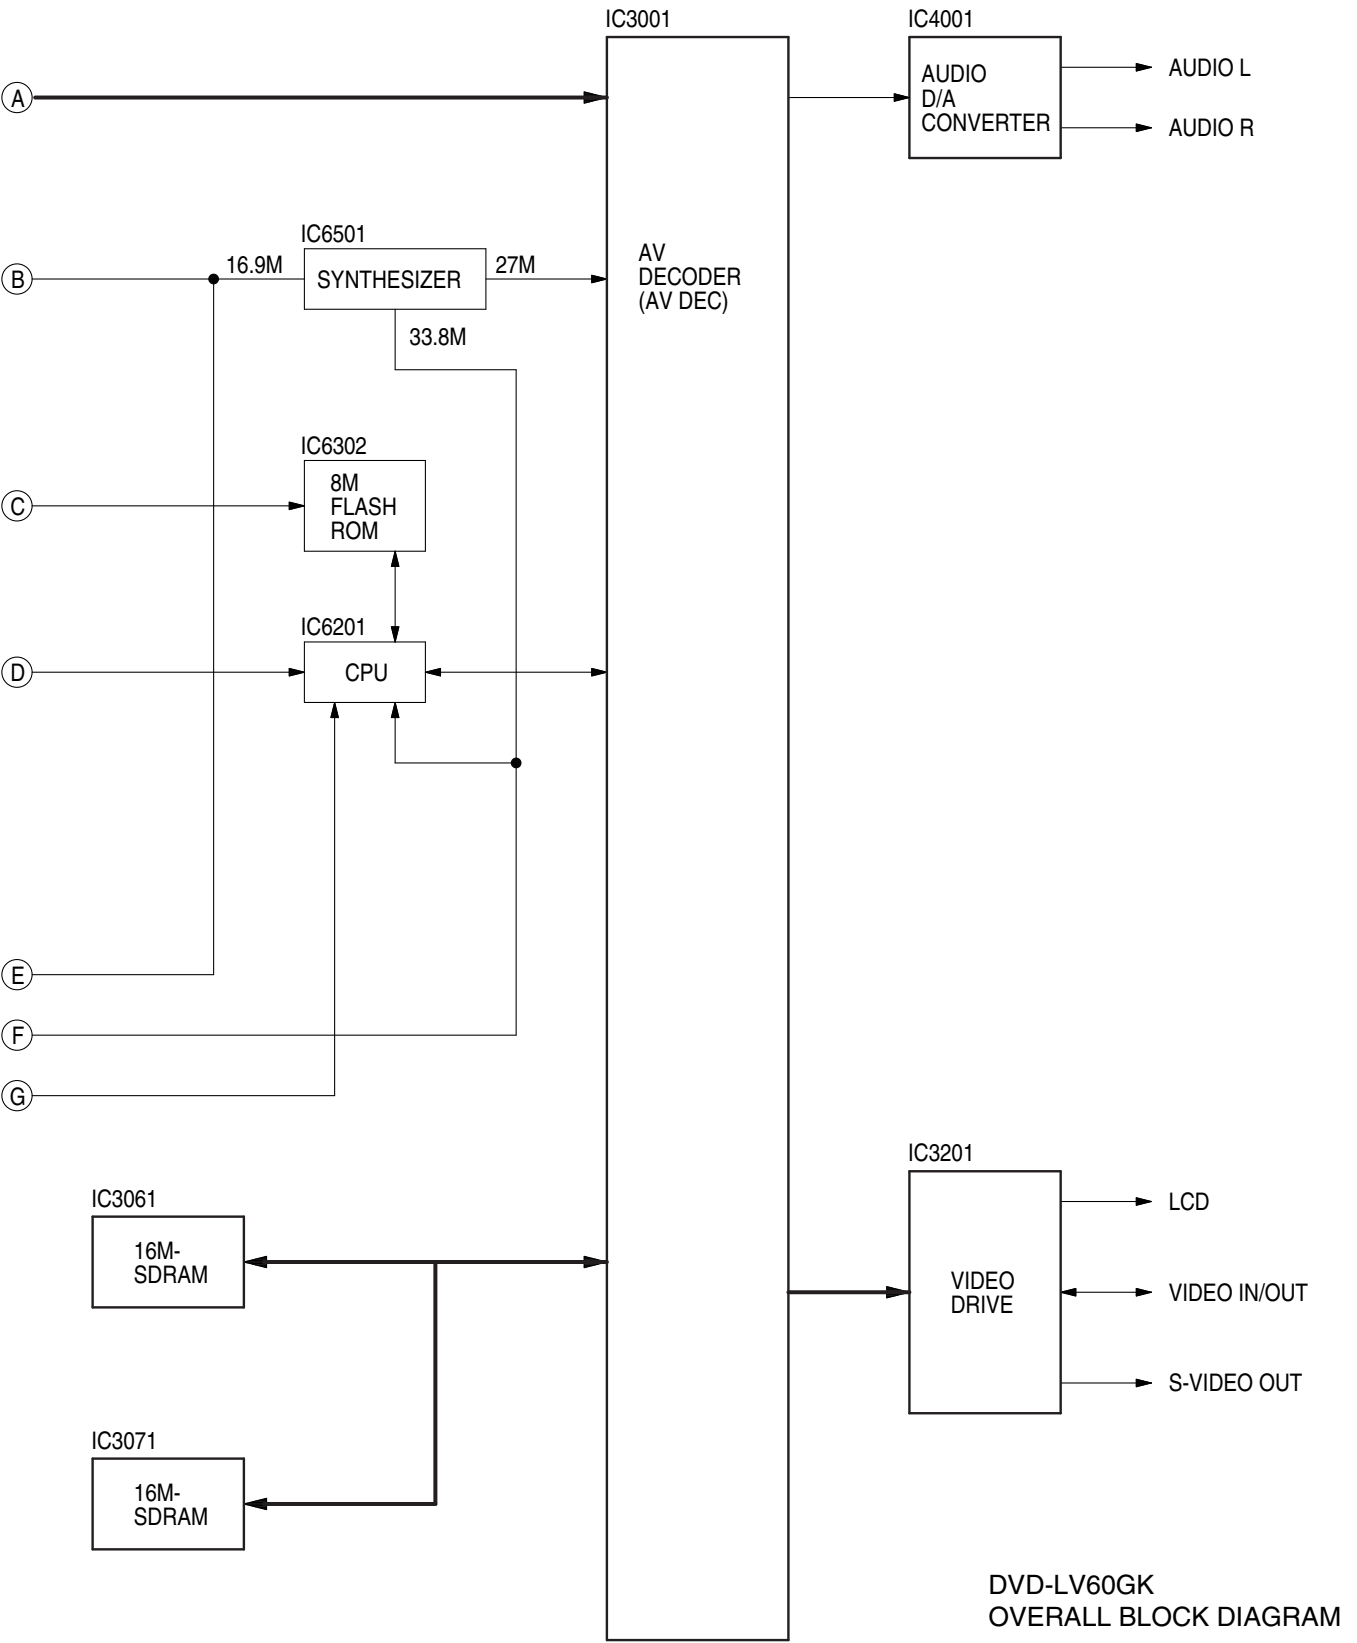 IC3001
IC4001
A
AUDIO
D/A
CONVERTER
AUDIO L
AUDIO R
IC6501
B
16.9M
SYNTHESIZER
27M
33.8M
AV
DECODER
(AV DEC)
IC6302
C
8M
FLASH
ROM
IC6201
D
CPU
E
F
G
IC3201
IC3061
16M-
SDRAM
VIDEO
DRIVE
LCD
VIDEO IN/OUT
S-VIDEO OUT
IC3071
16M-
SDRAM
DVD-LV60GK
OVERALL BLOCK DIAGRAM